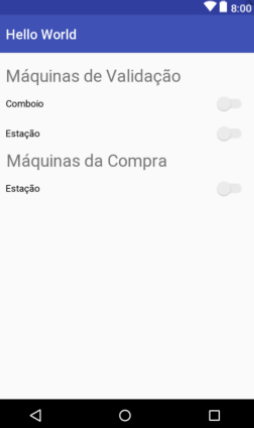 8:00
Hello World
Máquinas de Validação
Comboio
Estação
Máquinas da Compra
Estação